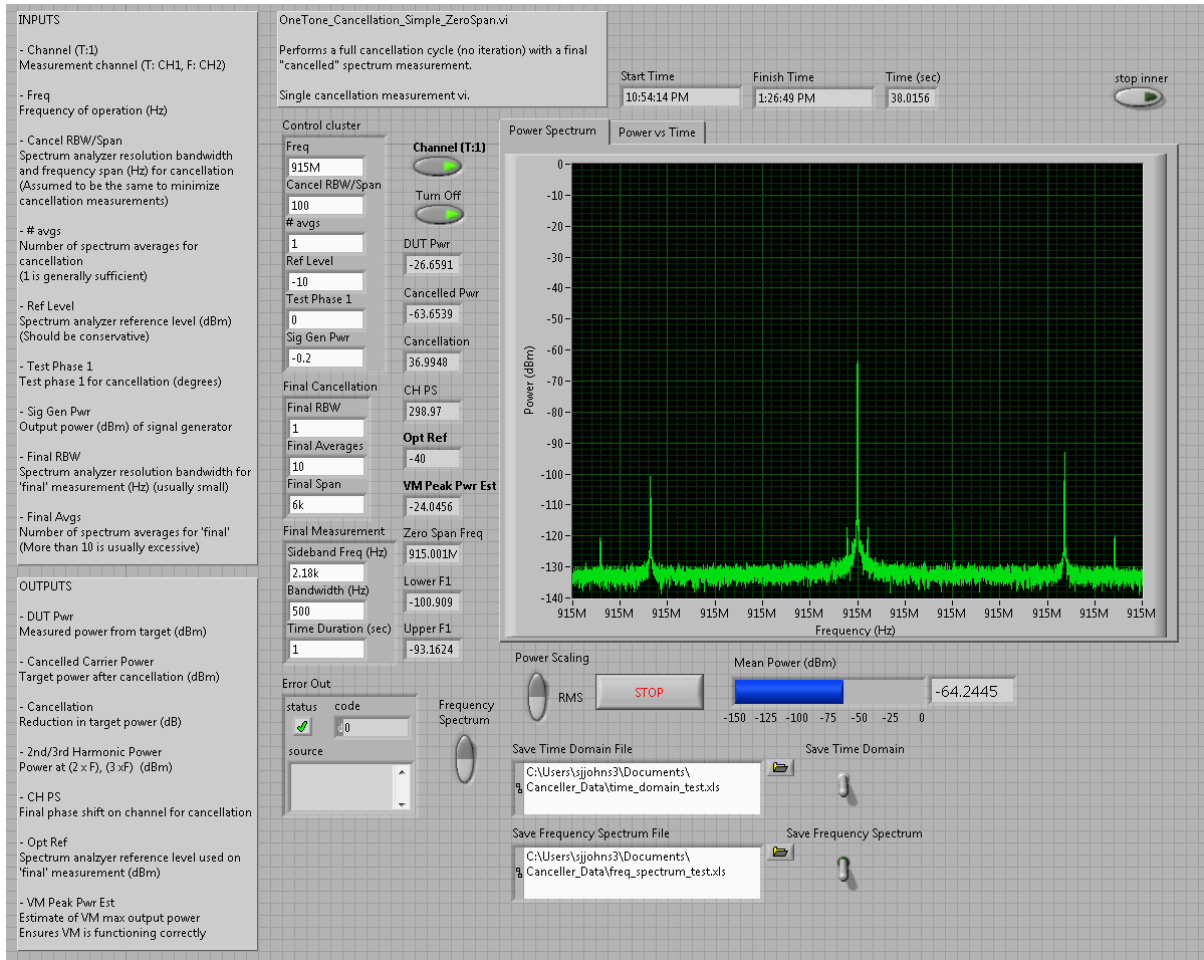 INPUTS
- Channel (T:1)
Measurement channel (T: CH1, F: CH2)
- Freq
Frequency of operation (Hz)
- Cancel RBW/Span
Spectrum analyzer resolution bandwidth
and frequency span (Hz) for cancellation
(Assumed to be the same to minimize
cancellation measurements)
- # avgs
Number of spectrum averages for
cancellation
(1 is generally sufficient)
- Ref Level
Spectrum analyzer reference level (dBm)
(Should be conservative)
- Test Phase 1
Test phase 1 for cancellation (degrees)
- Sig Gen Pwr
Output power (dBm) of signal generator
- Final RBW
Spectrum analyzer resolution bandwidth for
'final' measurement (Hz) (usually small)
- Final Avgs
Number of spectrum averages for 'final'
(More than 10 is usually excessive)
OUTPUTS
- DUT Pwr
Measured power from target (dBm)
- Cancelled Carrier Power
Target power after cancellation (dBm)
- Cancellation
Reduction in target power (dB)
- 2nd/3rd Harmonic Power
Power at (2 x F), (3 xF) (dBm)
- CH PS
Final phase shift on channel for cancellation
- Opt Ref
Spectrum analzyer reference level used on
'final' measurement (dBm)
- VM Peak Pwr Est
Estimate of VM max output power
Ensures VM is functioning correctly
OneTone_Cancellation_Simple_ZeroSpan.vi
Performs a full cancellation cycle (no iteration) with a final
"cancelled" spectrum measurement.
Single cancellation measurement vi.
Start Time
10:54:14 PM
Finish Time
1:26:49 PM
Time (sec)
38.0156
stop inner
Control cluster
Freq
915M
Cancel RBW/Span
100
# avgs
1
Ref Level
-10
Test Phase 1
0
Sig Gen Pwr
-0.2
Final Cancellation
Final RBW
1
Final Averages
10
Final Span
6k
Final Measurement
Sideband Freq (Hz)
2.18k
Bandwidth (Hz)
500
Time Duration (sec)
1
Channel (T:1)
Turn Off
DUT Pwr
-26.6591
Cancelled Pwr
-63.6539
Cancellation
36.9948
CH PS
298.97
Opt Ref
-40
VM Peak Pwr Est
-24.0456
Zero Span Freq
915.001M
Lower F1
-100.909
Upper F1
-93.1624
Power Spectrum
Power vs Time
Power (dBm)
0
-10
-20
-30
-40
-50
-60
-70
-80
-90
-100
-110
-120
-130
-140
915M 915M 915M 915M 915M 915M 915M 915M 915M 915M 915M 915M 915M
Frequency (Hz)
Error Out
status code
0
source
Frequency
Spectrum
Power Scaling
RMS
STOP
Mean Power (dBm)
-64.2445
-150 -125 -100 -75 -50 -25 0
Save Time Domain File
C:\Users\sjjohns3\Documents\
Canceller_Data\time_domain_test.xls
Save Time Domain
Save Frequency Spectrum File
C:\Users\sjjohns3\Documents\
Canceller_Data\freq_spectrum_test.xls
Save Frequency Spectrum